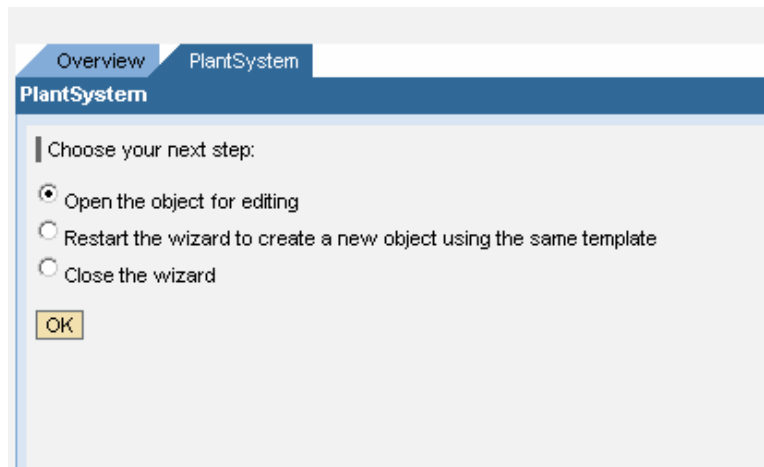 Overview PlantSystem
PlantSystem
Choose your next step:
Open the object for editing
Restart the wizard to create a new object using the same template
Close the wizard
OK